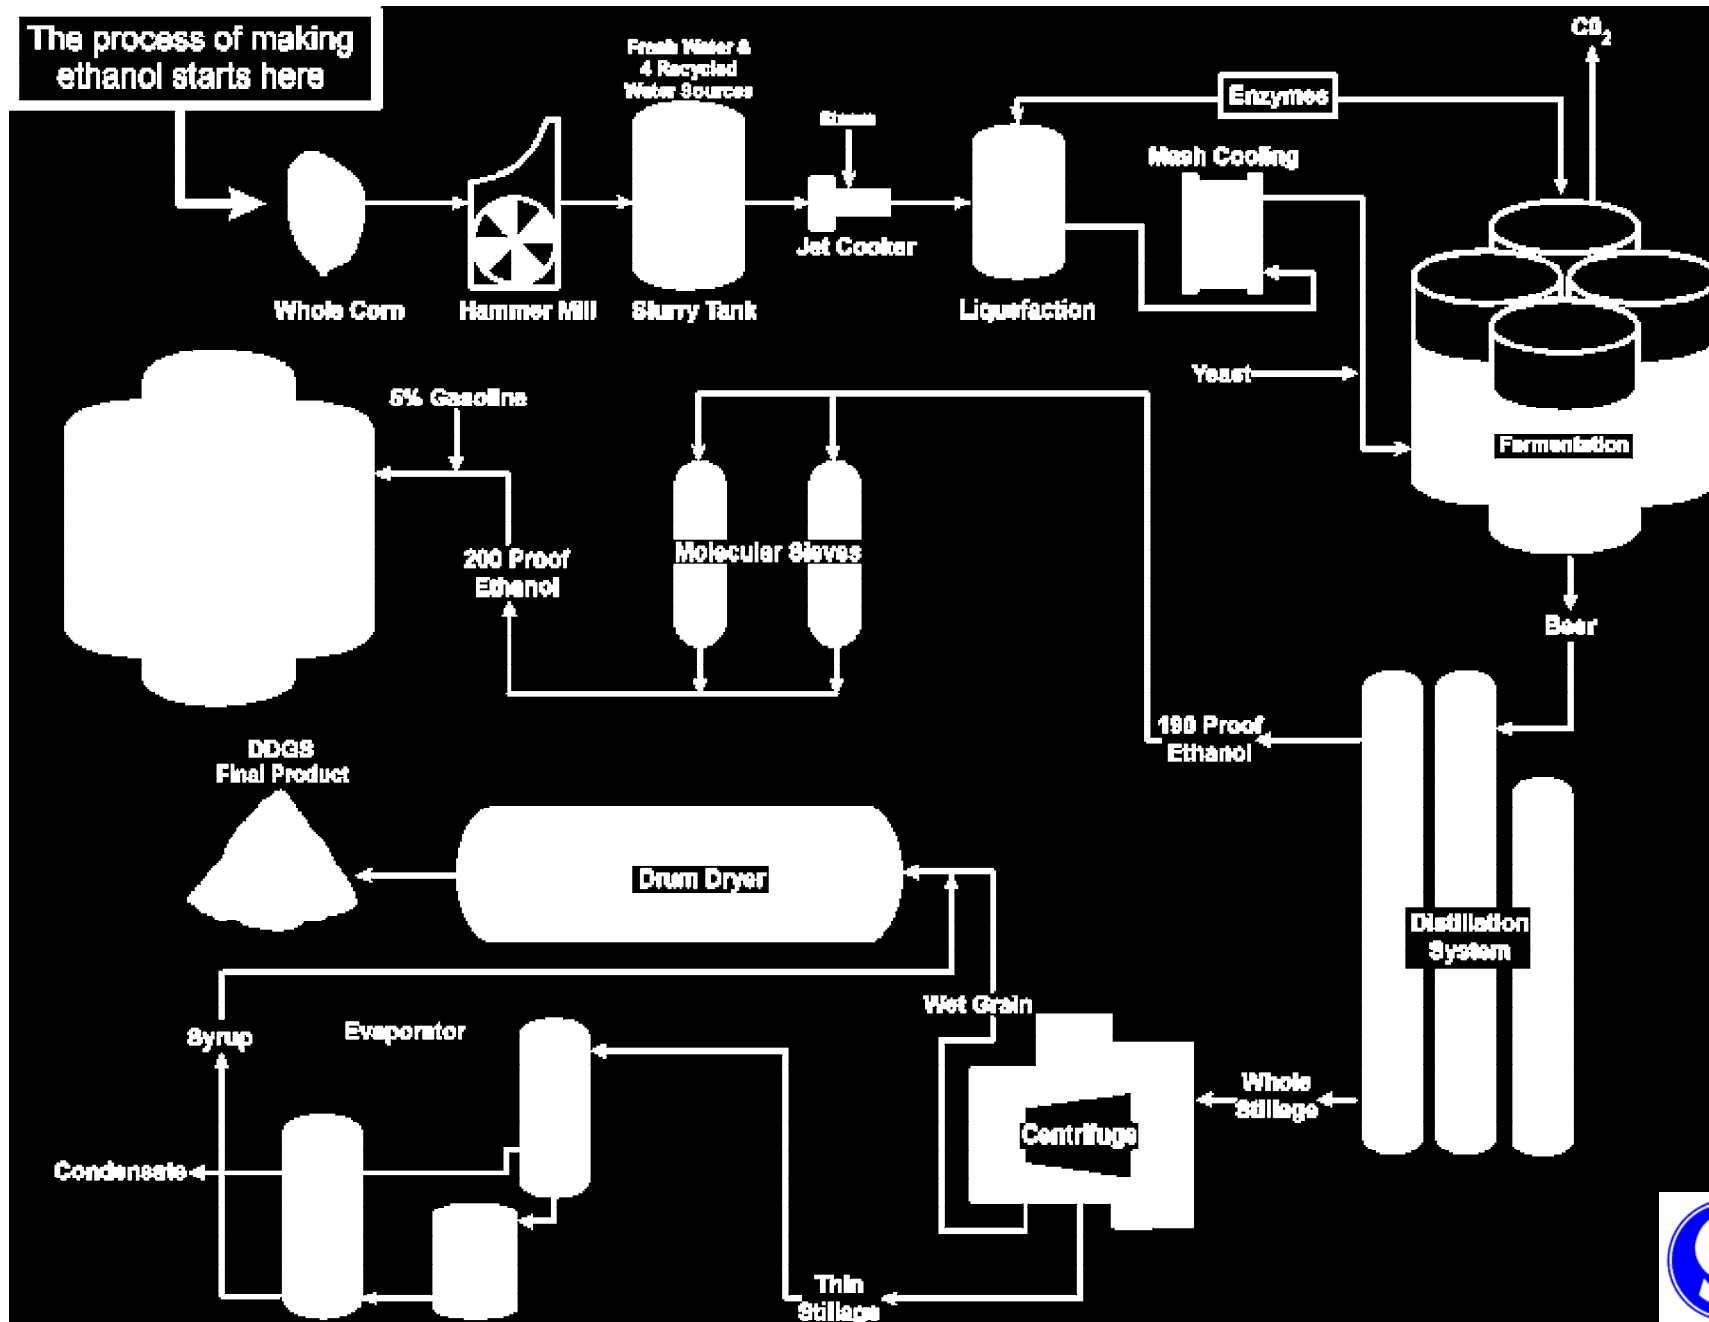 The process of making
ethanol starts here
Fresh Water &
4 Recycled
Water Sources
Steam
Enzymes
CO2
Mash Cooling
Jet Cooker
Whole Corn
Hammer Mill
Slurry Tank
Liquefaction
Yeast
5% Gasoline
Fermentation
200 Proof
Ethanol
Molecular Sieves
Beer
190 Proof
Ethanol
DDGS
Final Product
Drum Dryer
Distillation
System
Wet Grain
Syrup
Evaporator
Whole
Stillage
Centrifuge
Condensate
Thin
Stillage